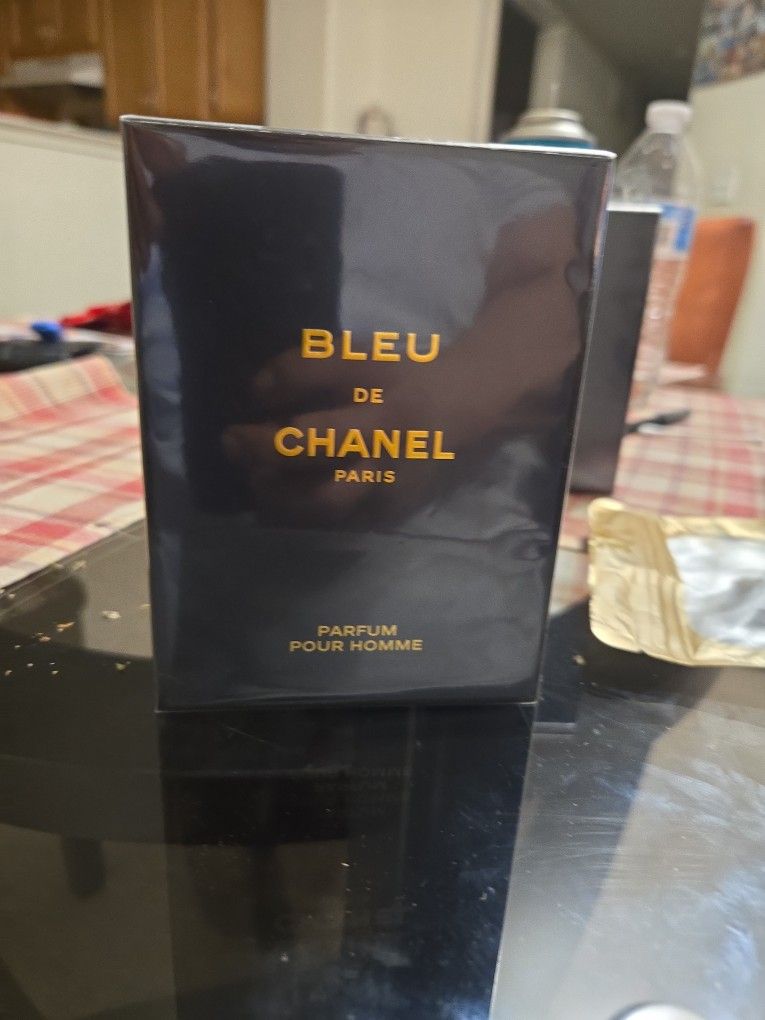 BLEU
DE
CHANEL
PARIS
PARFUM
POUR HOMME